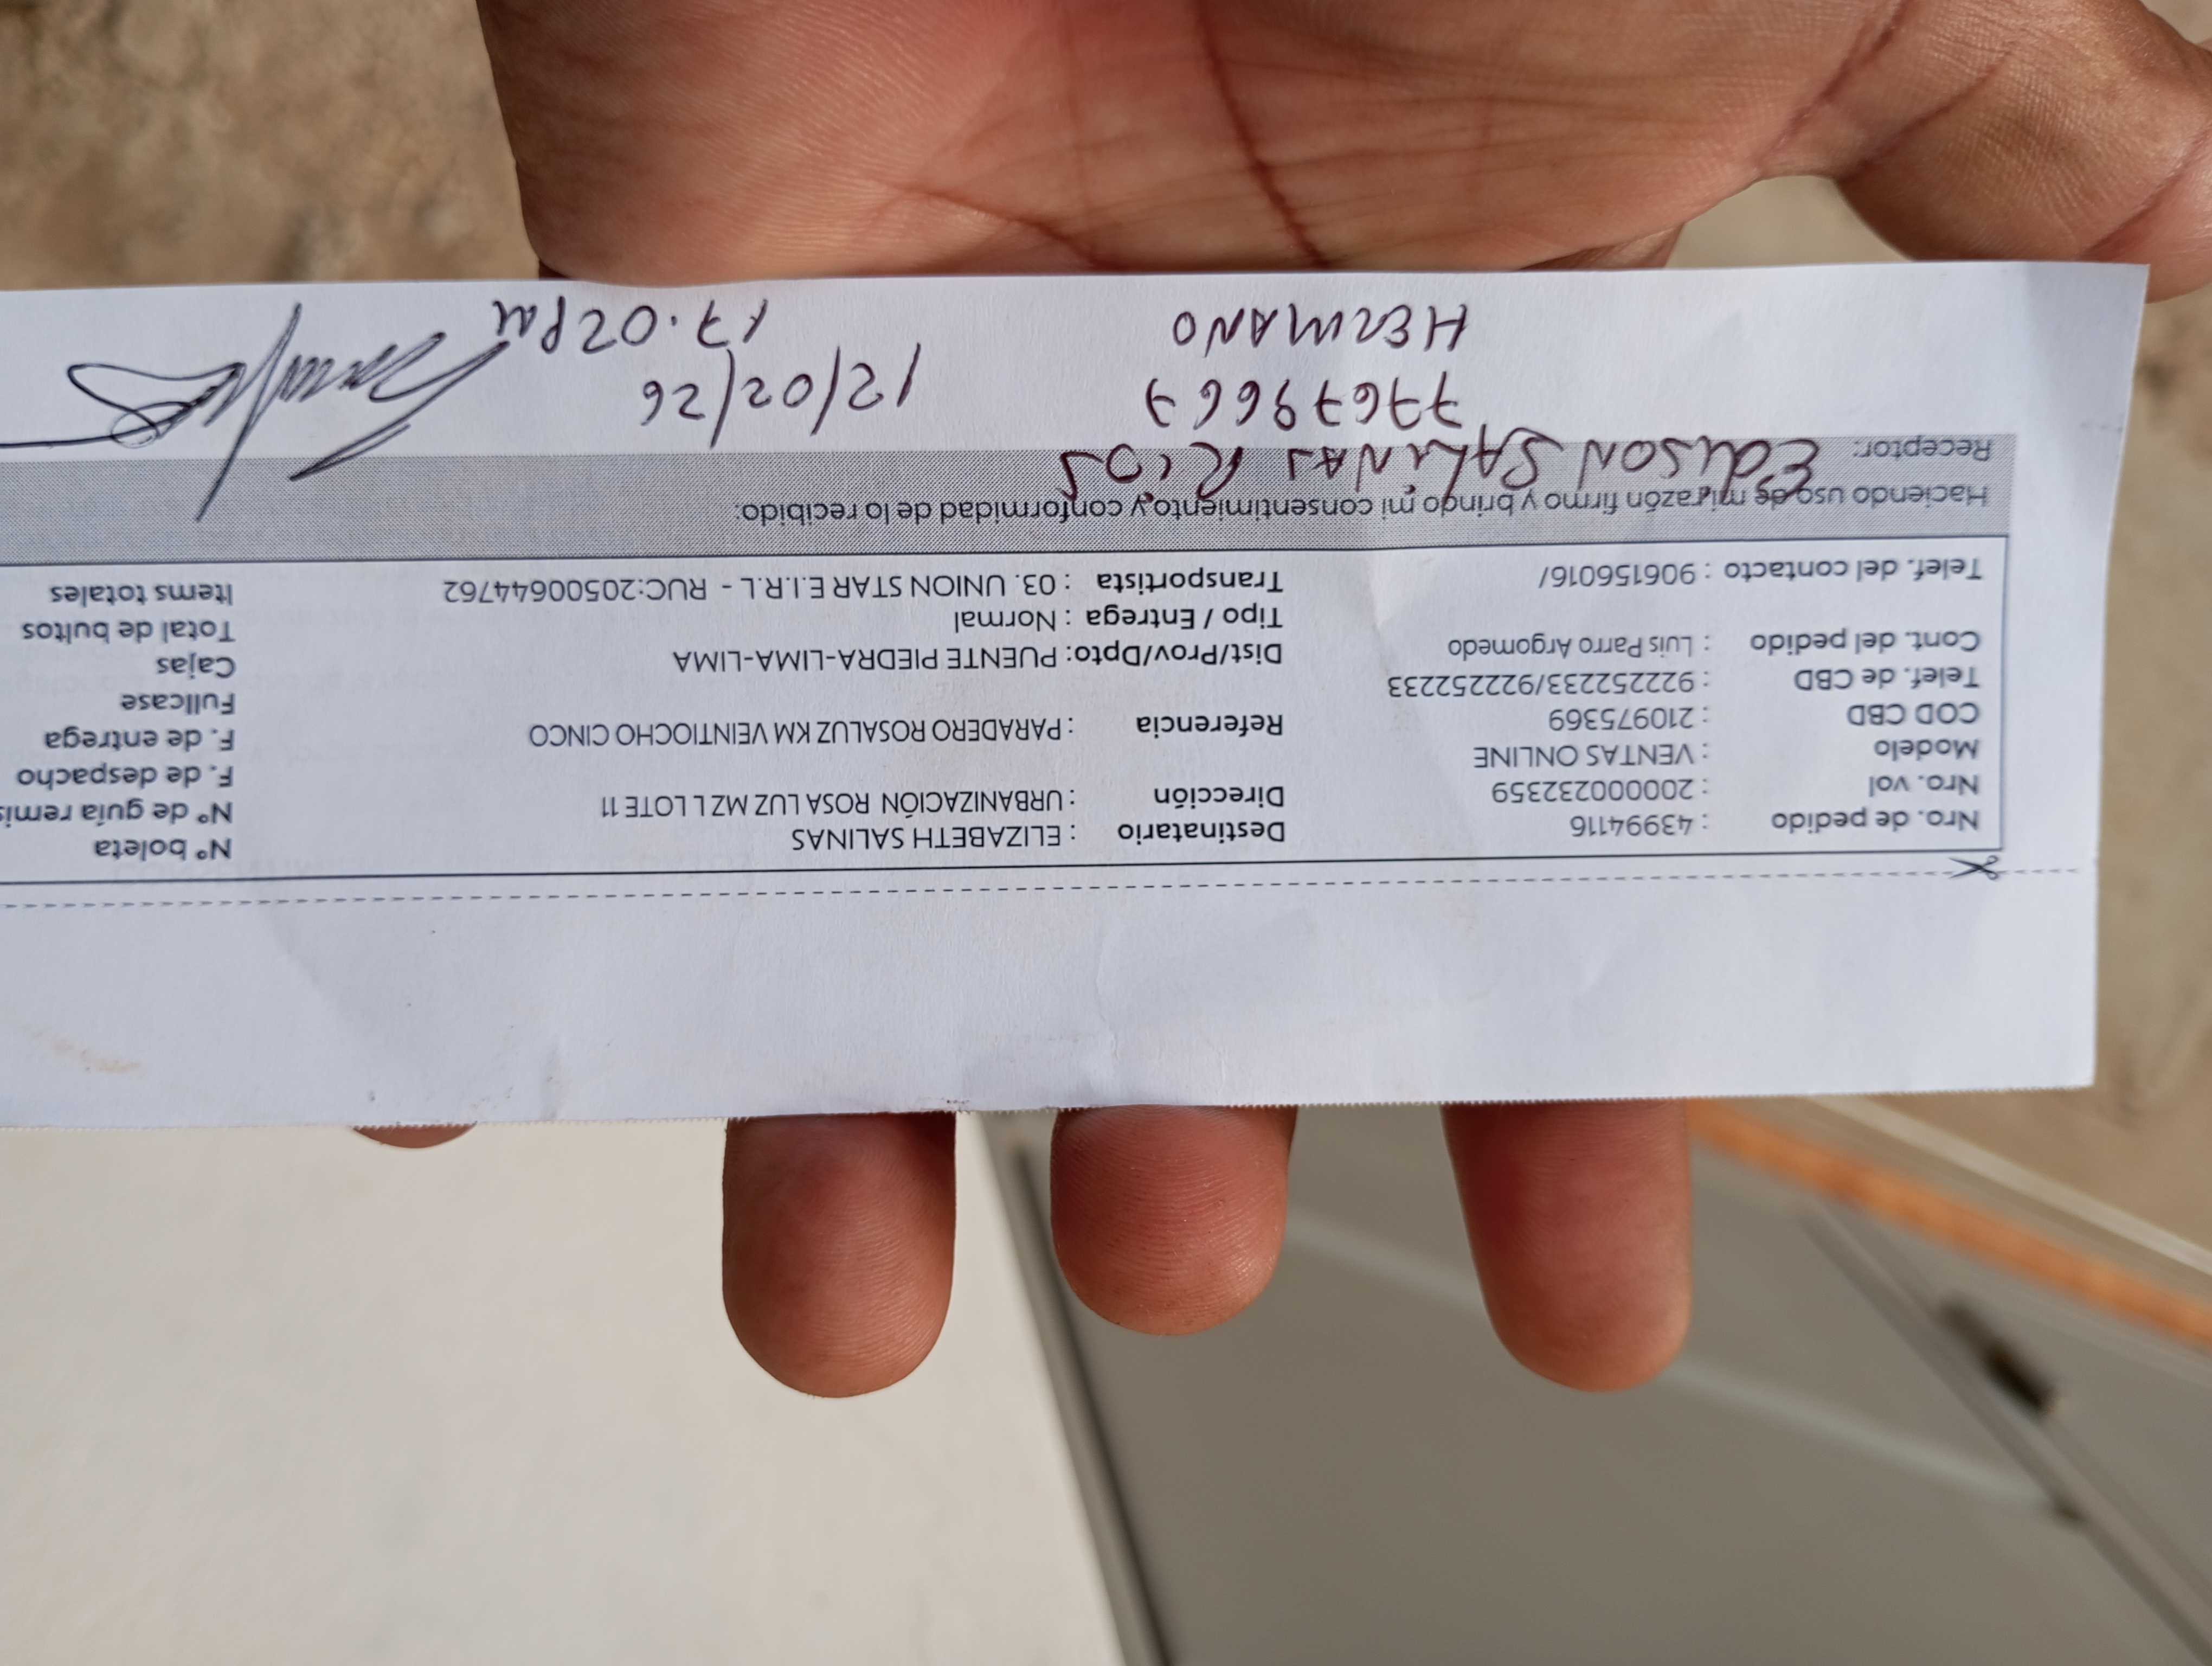 Nro. de pedido : 43994116
Nro. vol : 2000002323​59
Modelo : VENTAS ONLINE
COD CBD : 210975369
Telef. de CBD : 922252233/922252233
Cont. del pedido : Luis Parro Argomedo
Telef. del contacto : 906156016/
Destinatario : ELIZABETH SALINAS
Dirección : URBANIZACIÓN ROSA LUZ MZ L LOTE 11
Referencia : PARADERO ROSALUZ KM VEINTIOCHO CINCO
Dist/Prov/Dpto: PUENTE PIEDRA-LIMA-LIMA
Tipo / Entrega : Normal
Transportista : 03. UNION STAR E.I.R.L - RUC:20500644762
N° boleta
N° de guía remis
F. de despacho
F. de entrega
Fullcase
Cajas
Total de bultos
Items totales
Haciendo uso de mi razón firmo y brindo mi consentimiento y conformidad de lo recibido:
Receptor: EDISON SALINAS RIOS
77679667 12/02/26
HERMANO 17.02PM